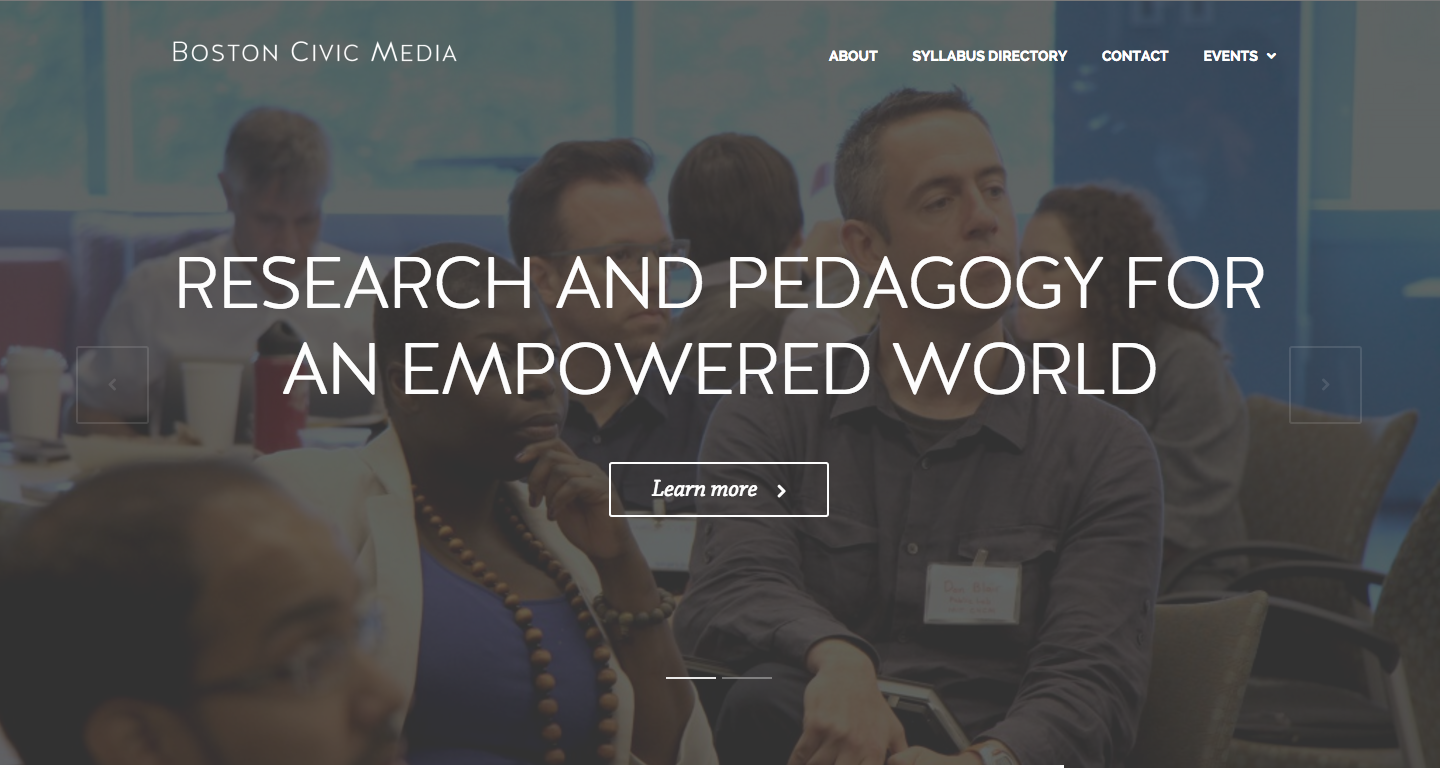 BOSTON CIVIC MEDIA
ABOUT SYLLABUS DIRECTORY CONTACT EVENTS
RESEARCH AND PEDAGOGY FOR
AN EMPOWERED WORLD
Learn more